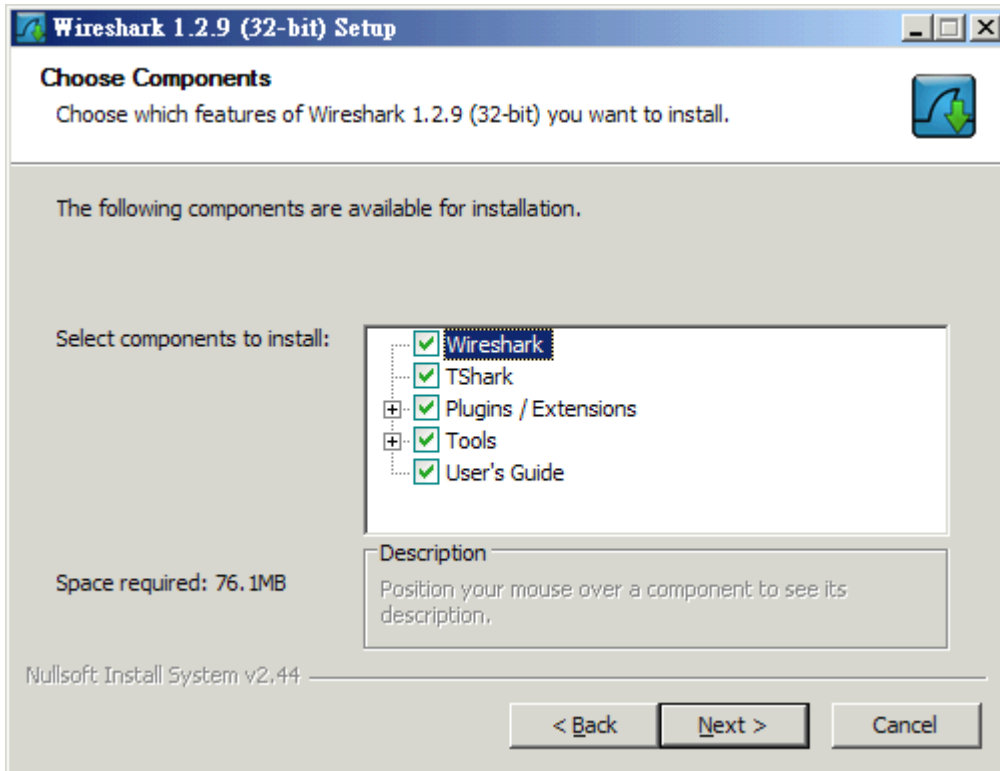 Wireshark 1.2.9 (32-bit) Setup
Choose Components
Choose which features of Wireshark 1.2.9 (32-bit) you want to install.
The following components are available for installation.
Select components to install:
Wireshark
TShark
Plugins / Extensions
Tools
User's Guide
Space required: 76.1MB
Description
Position your mouse over a component to see its
description.
Nullsoft Install System v2.44
< Back
Next >
Cancel